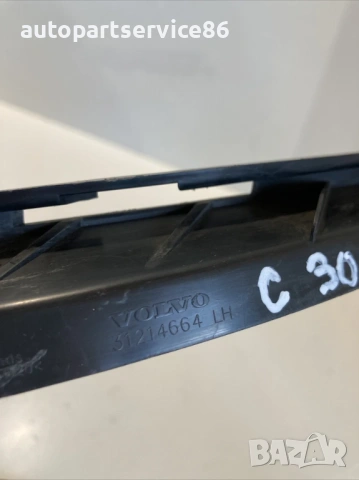 autopartservice86
VOLVO
31214664 LH
C 30
BAZAR